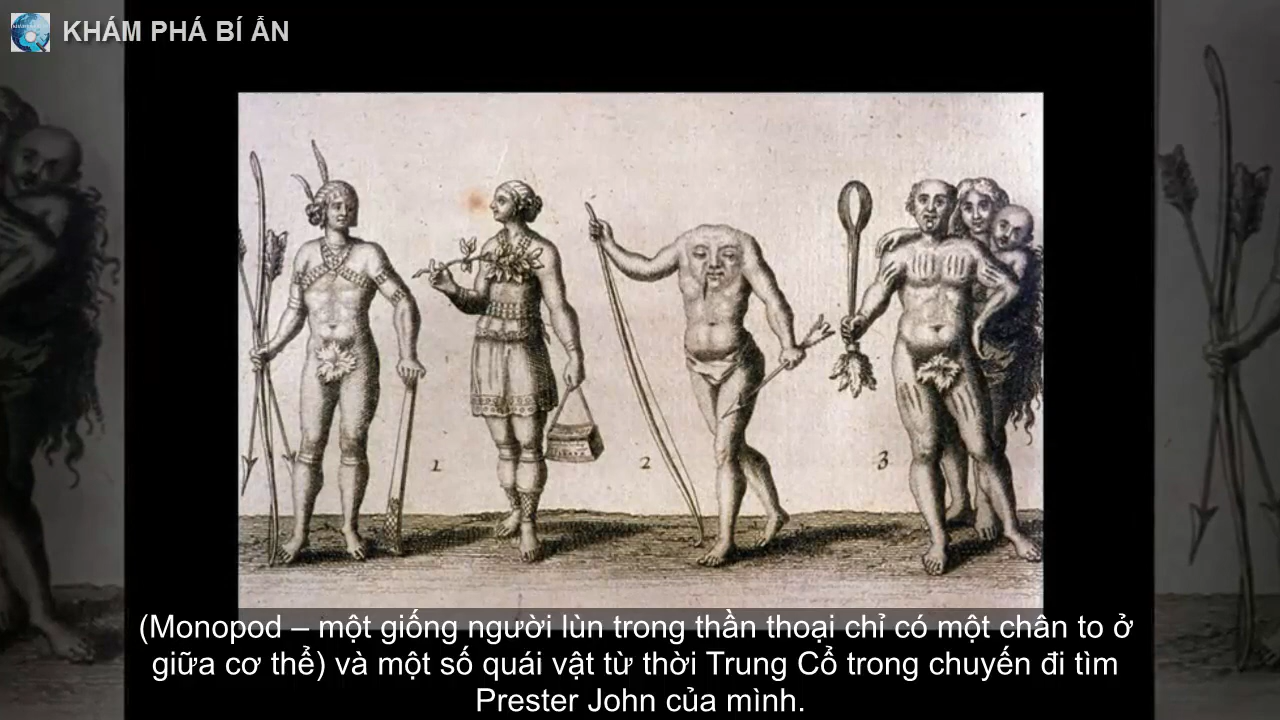 KHÁM PHÁ BÍ ẨN
1
2
3
(Monopod – một giống người lùn trong thần thoại chỉ có một chân to ở
giữa cơ thể) và một số quái vật từ thời Trung Cổ trong chuyến đi tìm
Prester John của mình.